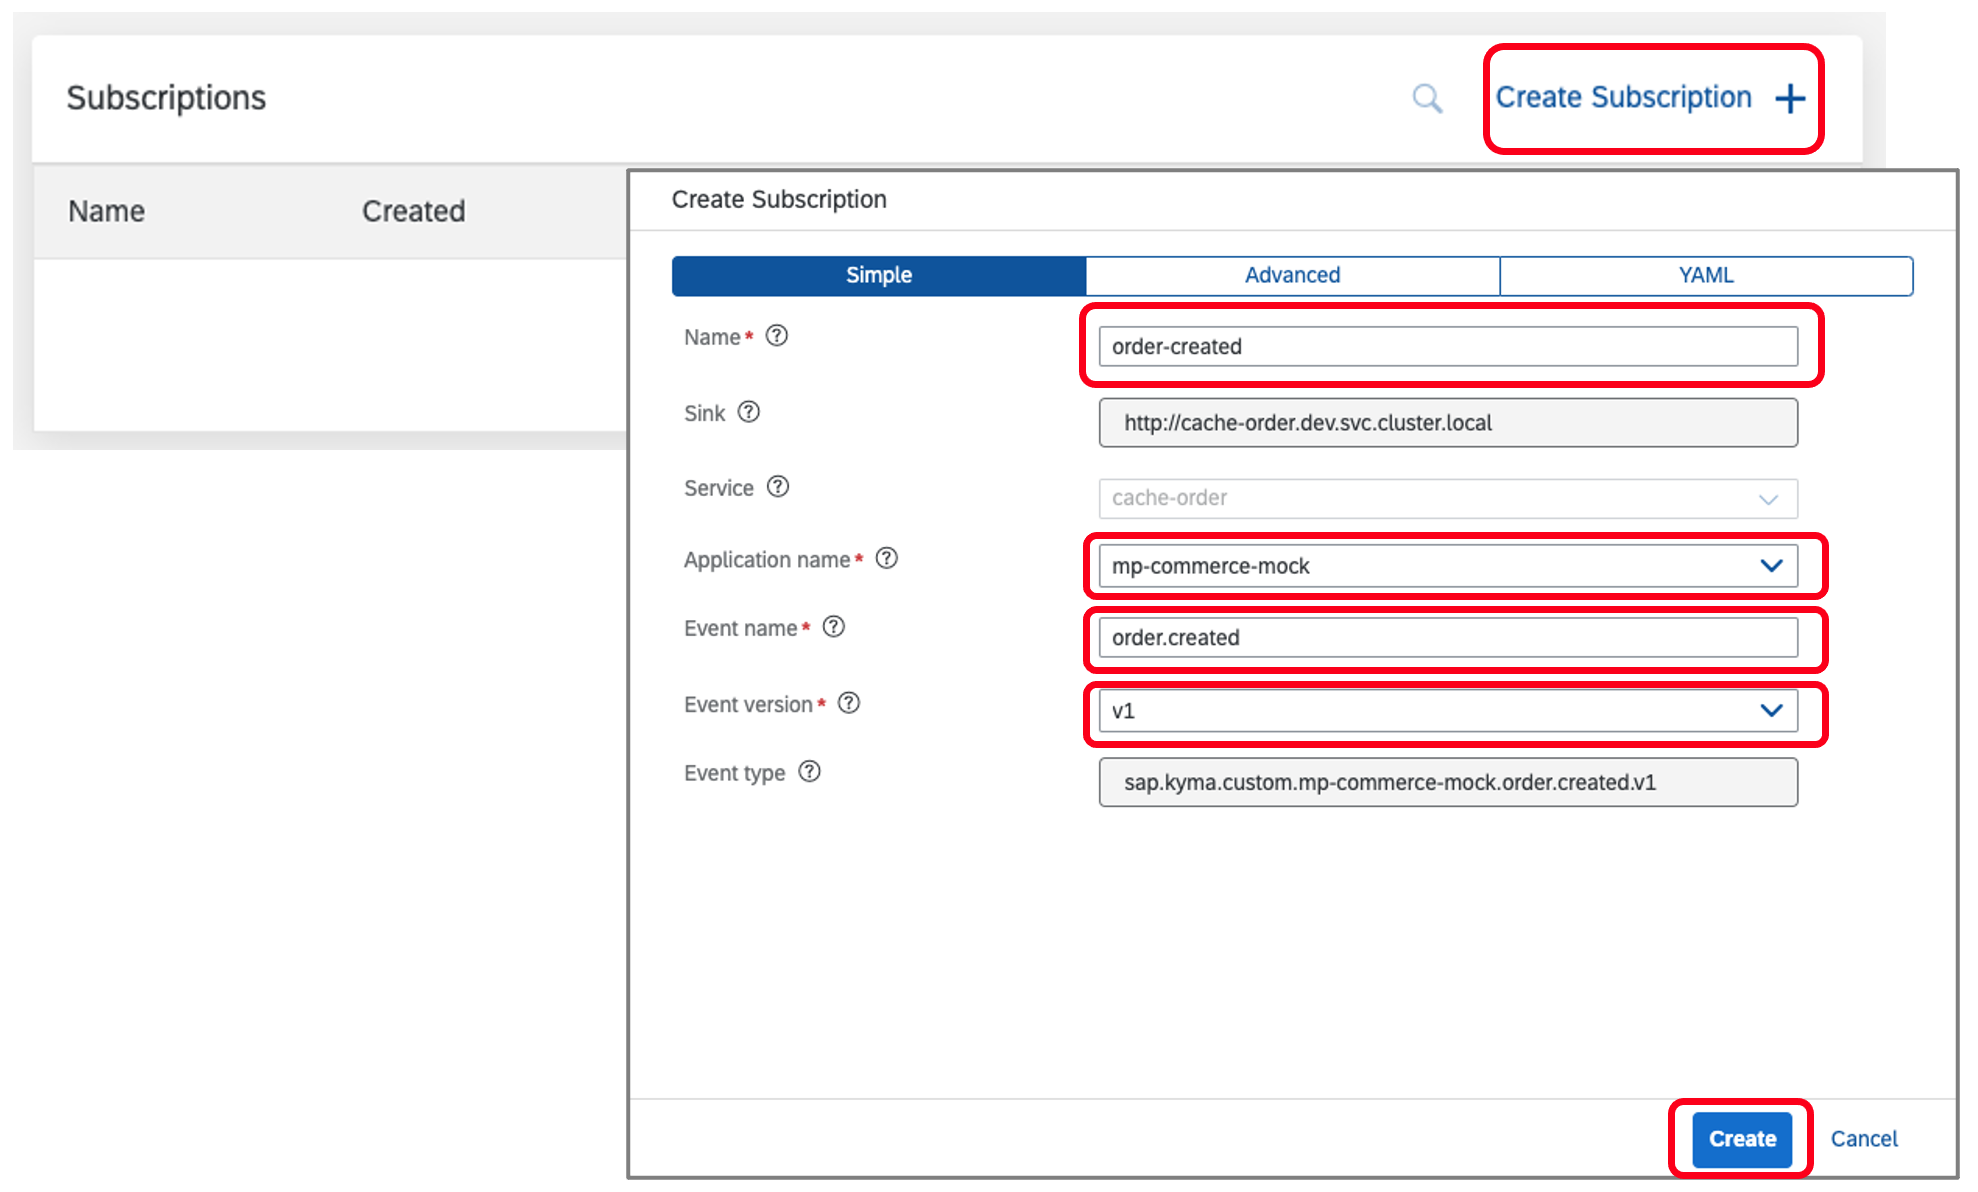 Subscriptions
Create Subscription +
Name Created
Create Subscription
Simple Advanced YAML
Name* order-created
Sink http://cache-order.dev.svc.cluster.local
Service cache-order
Application name* mp-commerce-mock
Event name* order.created
Event version* v1
Event type sap.kyma.custom.mp-commerce-mock.order.created.v1
Create Cancel